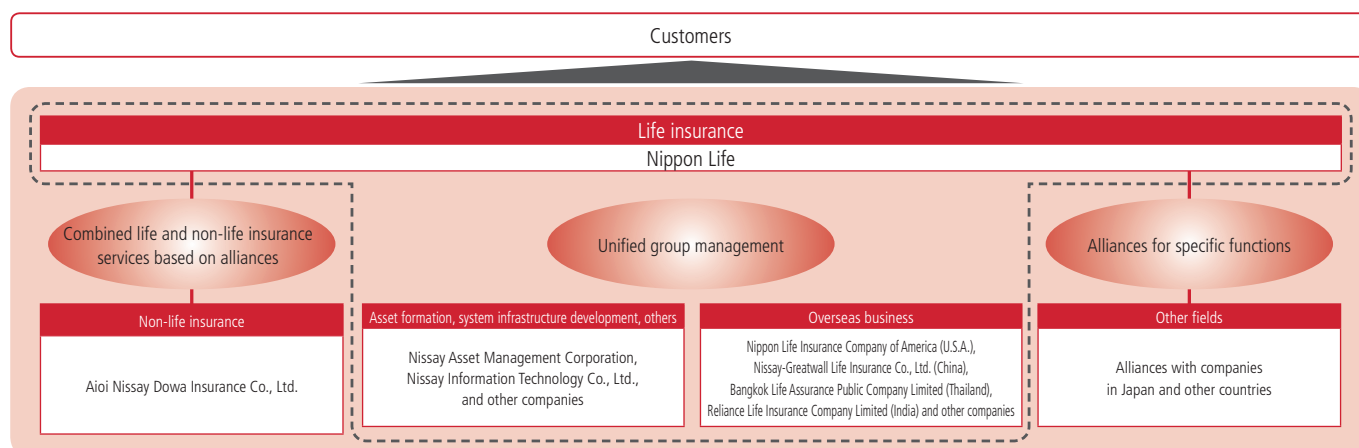 Customers
Life insurance
Nippon Life
Combined life and non-life insurance
services based on alliances
Unified group management
Alliances for specific functions
Non-life insurance
Aioi Nissay Dowa Insurance Co., Ltd.
Asset formation, system infrastructure development, others
Nissay Asset Management Corporation,
Nissay Information Technology Co., Ltd.,
and other companies
Overseas business
Nippon Life Insurance Company of America (U.S.A.),
Nissay-Greatwall Life Insurance Co., Ltd. (China),
Bangkok Life Assurance Public Company Limited (Thailand),
Reliance Life Insurance Company Limited (India) and other companies
Other fields
Alliances with companies
in Japan and other countries